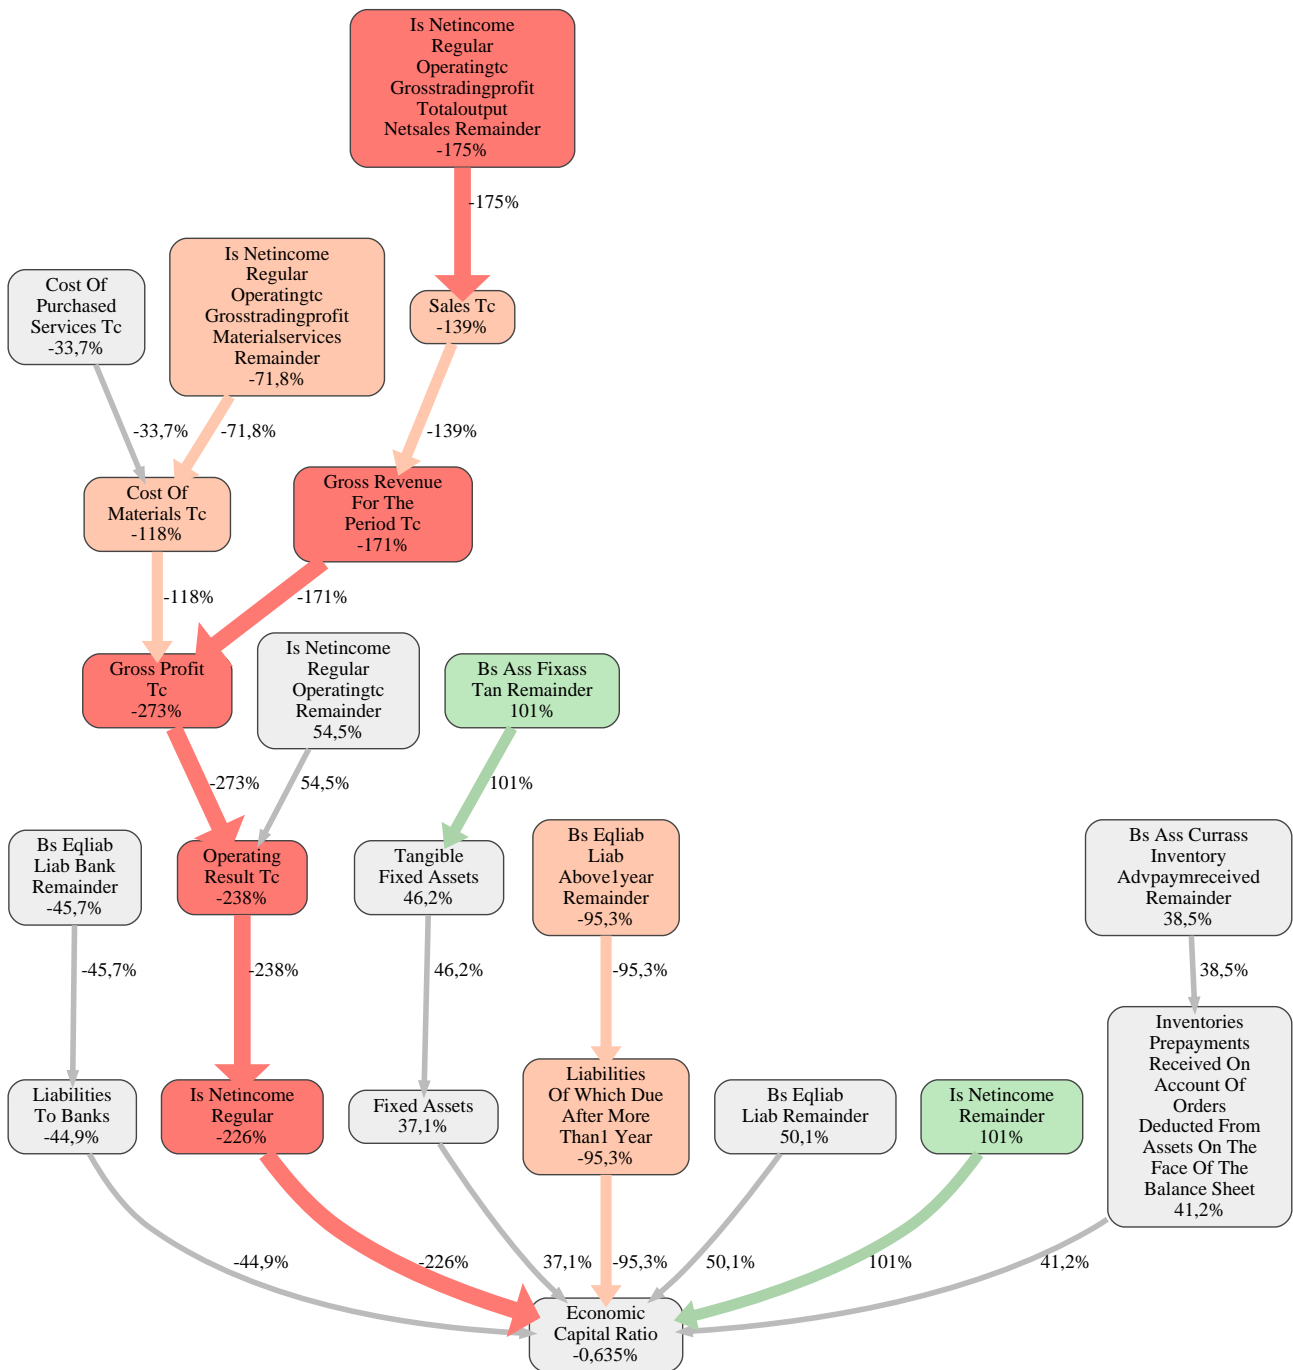 Is Netincome
Regular
Operatingtc
Grosstradingprofit
Totaloutput
Netsales Remainder
-175%
-175%
Is Netincome
Regular
Operatingtc
Grosstradingprofit
Materialservices
Remainder
-71,8%
Cost Of
Purchased
Services Tc
-33,7%
Sales Tc
-139%
-33,7%
-71,8%
-139%
Cost Of
Materials Tc
-118%
Gross Revenue
For The
Period Tc
-171%
-118%
-171%
Gross Profit
Tc
-273%
Is Netincome
Regular
Operatingtc
Remainder
54,5%
Bs Ass Fixass
Tan Remainder
101%
-273%
54,5%
101%
Bs Eqliab
Liab Bank
Remainder
-45,7%
Operating
Result Tc
-238%
Tangible
Fixed Assets
46,2%
Bs Eqliab
Liab
Above1year
Remainder
-95,3%
Bs Ass Currass
Inventory
Advpaymreceived
Remainder
38,5%
-45,7%
-238%
46,2%
-95,3%
38,5%
Liabilities
To Banks
-44,9%
Is Netincome
Regular
-226%
Fixed Assets
37,1%
Liabilities
Of Which Due
After More
Than1 Year
-95,3%
Bs Eqliab
Liab Remainder
50,1%
Is Netincome
Remainder
101%
Inventories
Prepayments
Received On
Account Of
Orders
Deducted From
Assets On The
Face Of The
Balance Sheet
41,2%
-44,9%
-226%
37,1%
-95,3%
50,1%
101%
41,2%
Economic
Capital Ratio
-0,635%